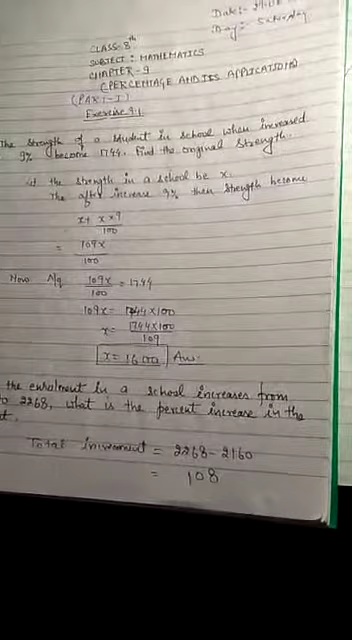 Date:-
Day:- Saturday
CLASS-8th
SUBJECT: MATHEMATICS
CHAPTER-9
(PERCENTAGE AND ITS APPLICATION)
(PART-I)
Exercise 9.1
The strength of a student in school when increased
9% become 1744. Find the original strength.
the strength in a school be x.
The after increase 9% then strength become
x + x×9
100
= 109x
100
Now A/q 109x = 1744
100
109x = 1744×100
x = 1744×100
109
x = 1600 Ans.
the enrolment in a school increases from
to 2268, what is the percent increase in the
Total increment = 2268-2160
= 108